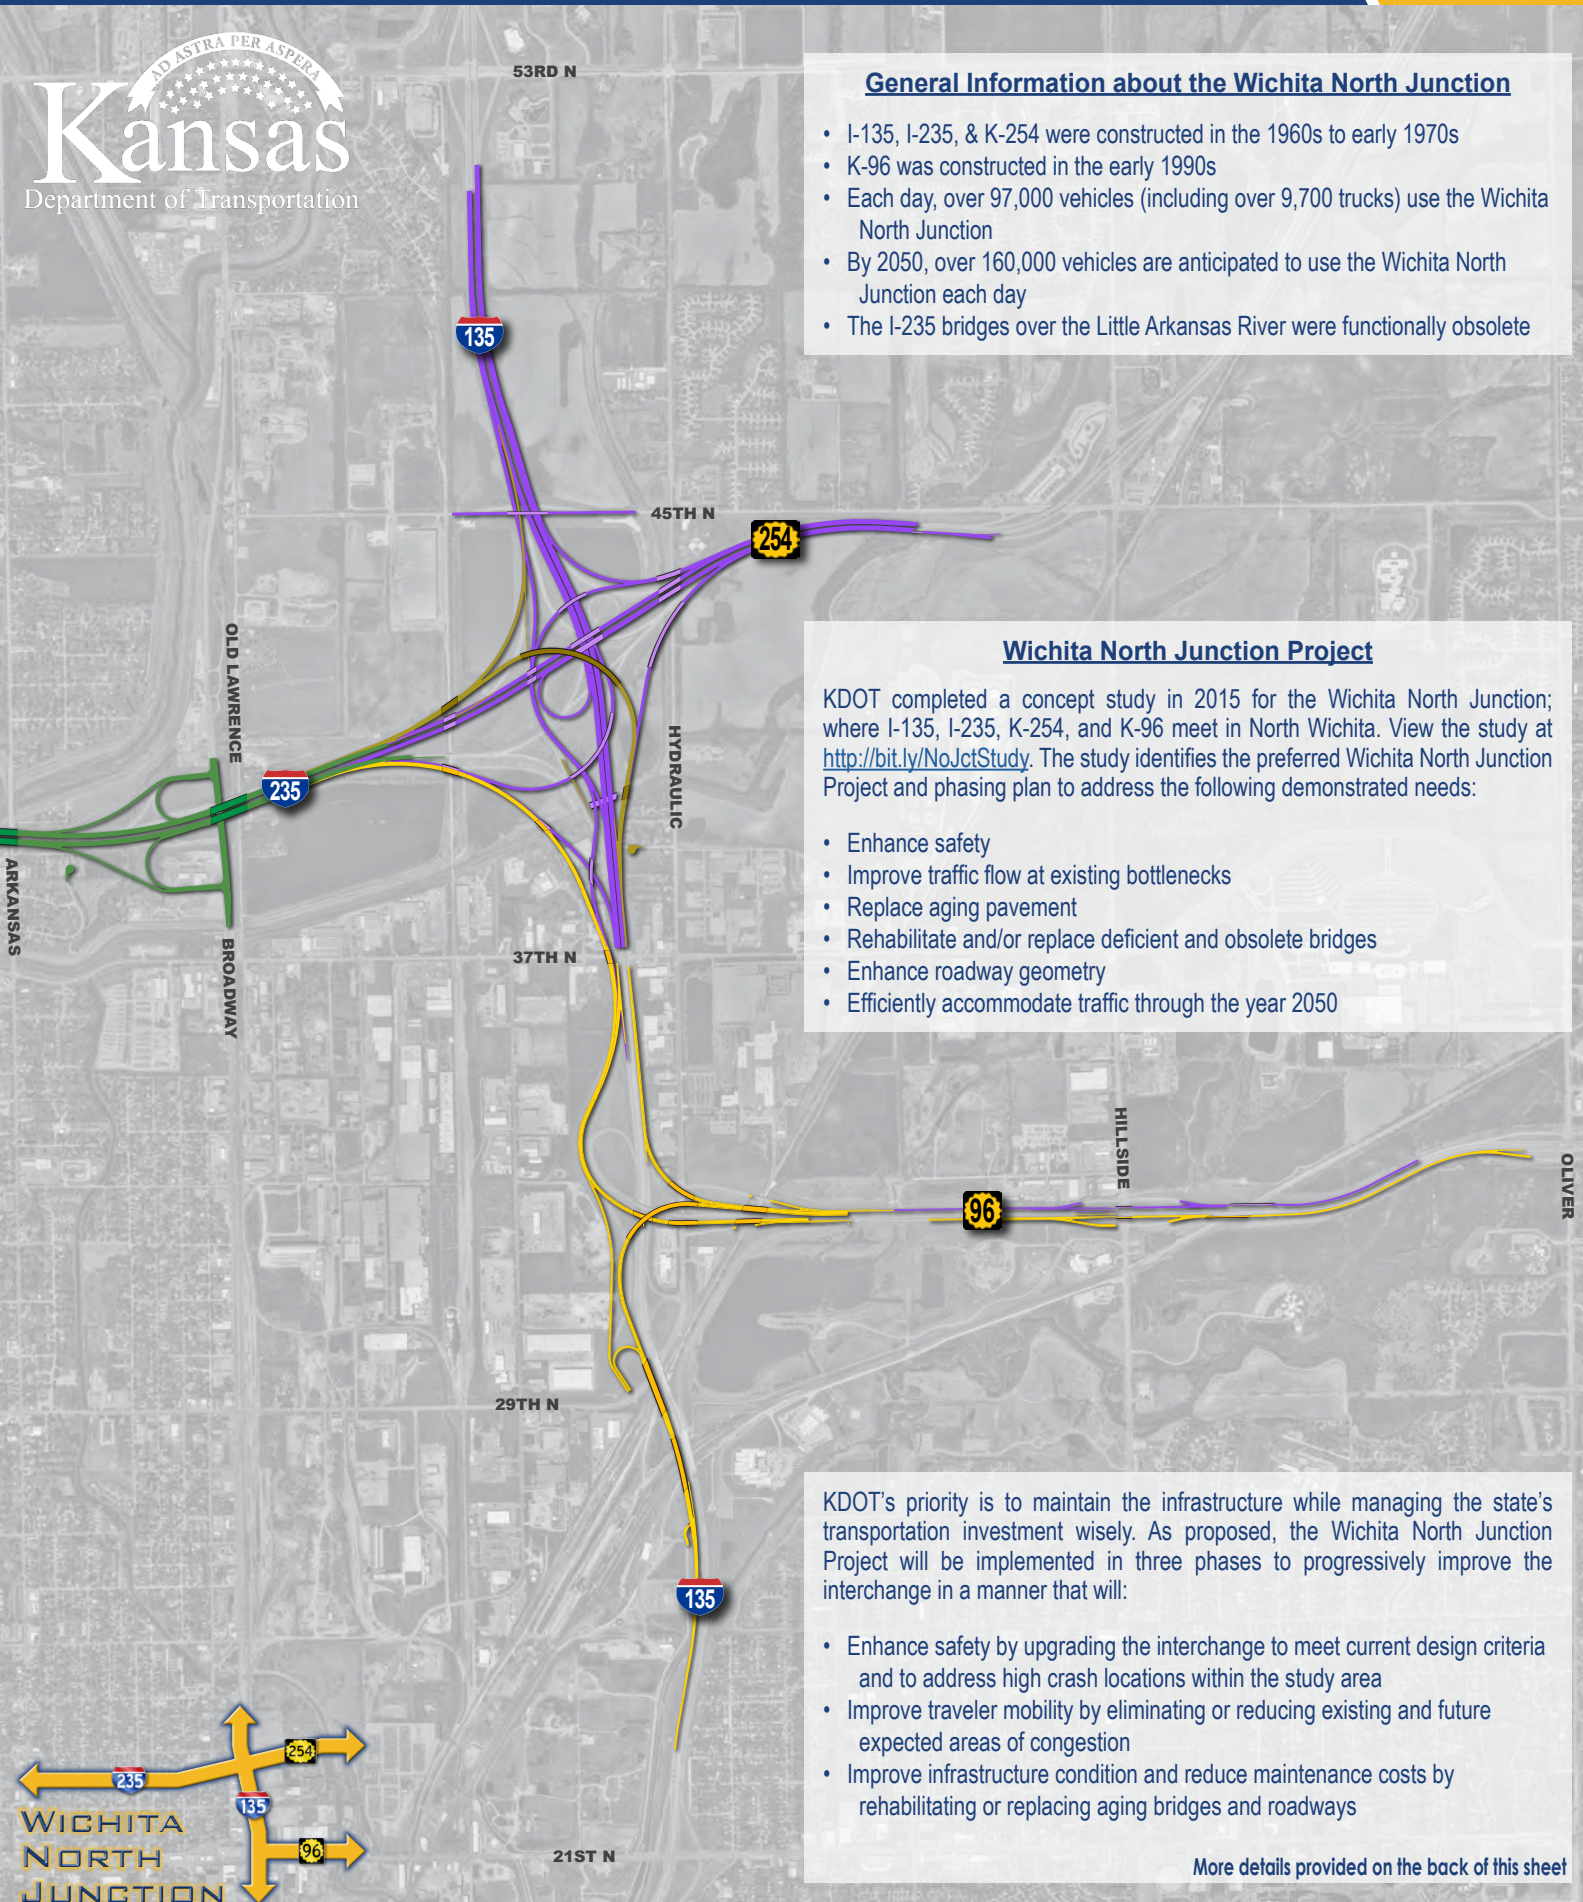 AD ASTRA PER ASPERA
Kansas
Department of Transportation
53RD N
General Information about the Wichita North Junction
• I-135, I-235, & K-254 were constructed in the 1960s to early 1970s
• K-96 was constructed in the early 1990s
• Each day, over 97,000 vehicles (including over 9,700 trucks) use the Wichita
North Junction
• By 2050, over 160,000 vehicles are anticipated to use the Wichita North
Junction each day
• The I-235 bridges over the Little Arkansas River were functionally obsolete
135
45TH N
254
OLD LAWRENCE
235
HYDRAULIC
ARKANSAS
BROADWAY
37TH N
Wichita North Junction Project
KDOT completed a concept study in 2015 for the Wichita North Junction;
where I-135, I-235, K-254, and K-96 meet in North Wichita. View the study at
http://bit.ly/NoJctStudy. The study identifies the preferred Wichita North Junction
Project and phasing plan to address the following demonstrated needs:
• Enhance safety
• Improve traffic flow at existing bottlenecks
• Replace aging pavement
• Rehabilitate and/or replace deficient and obsolete bridges
• Enhance roadway geometry
• Efficiently accommodate traffic through the year 2050
HILLSIDE
OLIVER
96
29TH N
135
KDOT's priority is to maintain the infrastructure while managing the state's
transportation investment wisely. As proposed, the Wichita North Junction
Project will be implemented in three phases to progressively improve the
interchange in a manner that will:
• Enhance safety by upgrading the interchange to meet current design criteria
and to address high crash locations within the study area
• Improve traveler mobility by eliminating or reducing existing and future
expected areas of congestion
• Improve infrastructure condition and reduce maintenance costs by
rehabilitating or replacing aging bridges and roadways
More details provided on the back of this sheet
254
235
135
96
WICHITA
NORTH
JUNCTION
21ST N